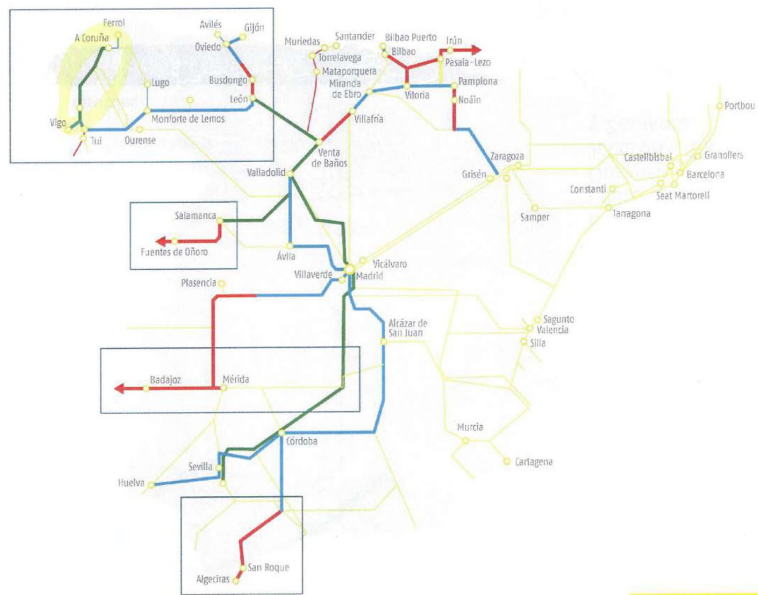 Ferrol
A Coruña
Avilés
Gijón
Oviedo
Lugo
Busdongo
León
Vigo
Tui
Ourense
Monforte de Lemos
Muriedas
Santander
Torrelavega
Mataporquera
Bilbao Puerto
Bilbao
Irún
Pasaia-Lezo
Miranda
de Ebro
Vitoria
Pamplona
Noáin
Villafría
Venta
de Baños
Valladolid
Zaragoza
Grisén
Portbou
Castellbisbal
Granollers
Barcelona
Constantí
Seat Martorell
Samper
Tarragona
Salamanca
Fuentes de Oñoro
Ávila
Vicálvaro
Villaverde
Madrid
Plasencia
Alcázar de
San Juan
Sagunto
Valencia
Silla
Badajoz
Mérida
Murcia
Cartagena
Córdoba
Sevilla
Huelva
San Roque
Algeciras